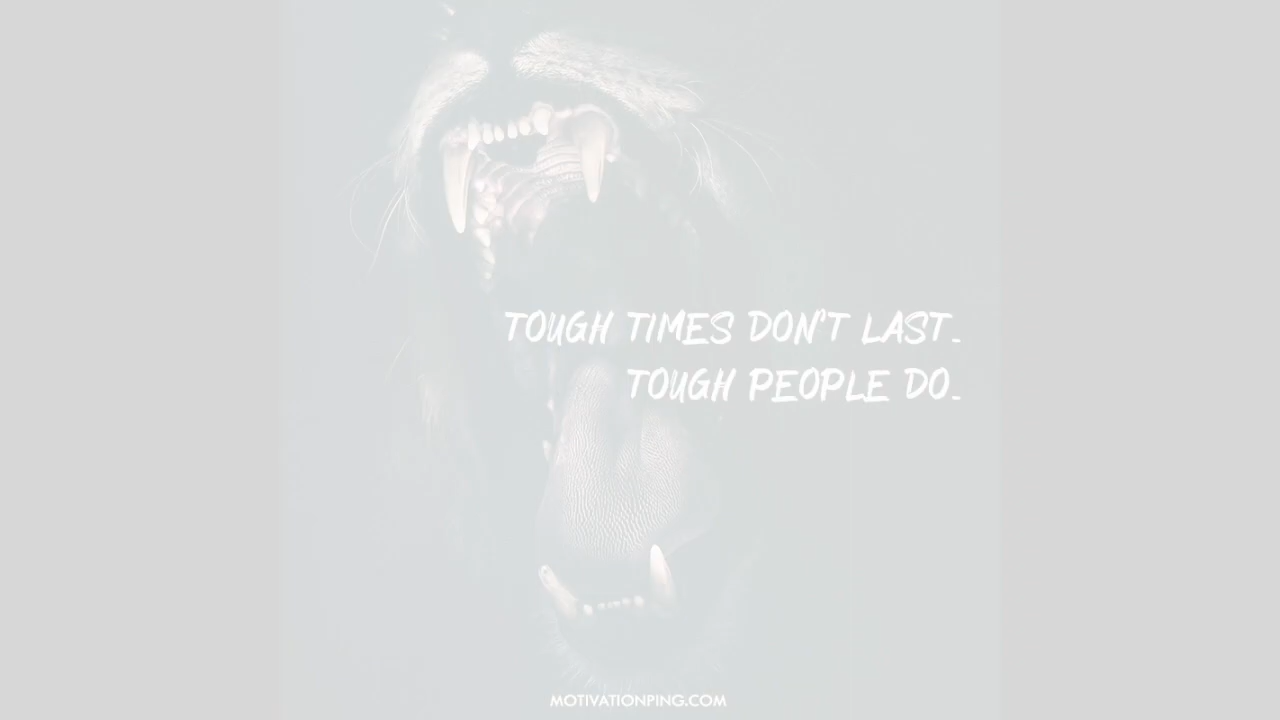 TOUGH TIMES DON'T LAST.
TOUGH PEOPLE DO.
MOTIVATIONPING.COM